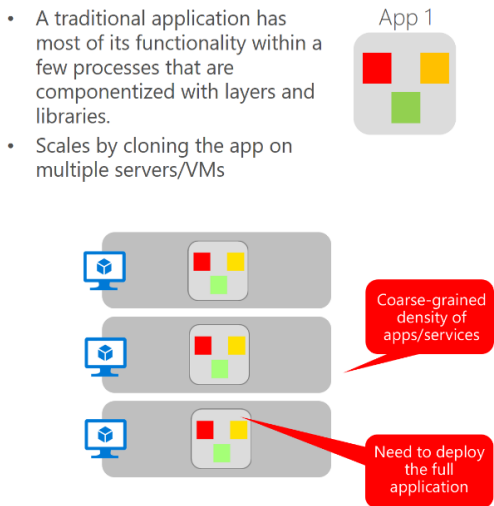 • A traditional application has
most of its functionality within a
few processes that are
componentized with layers and
libraries.
• Scales by cloning the app on
multiple servers/VMs
App 1
Coarse-grained
density of
apps/services
Need to deploy
the full
application